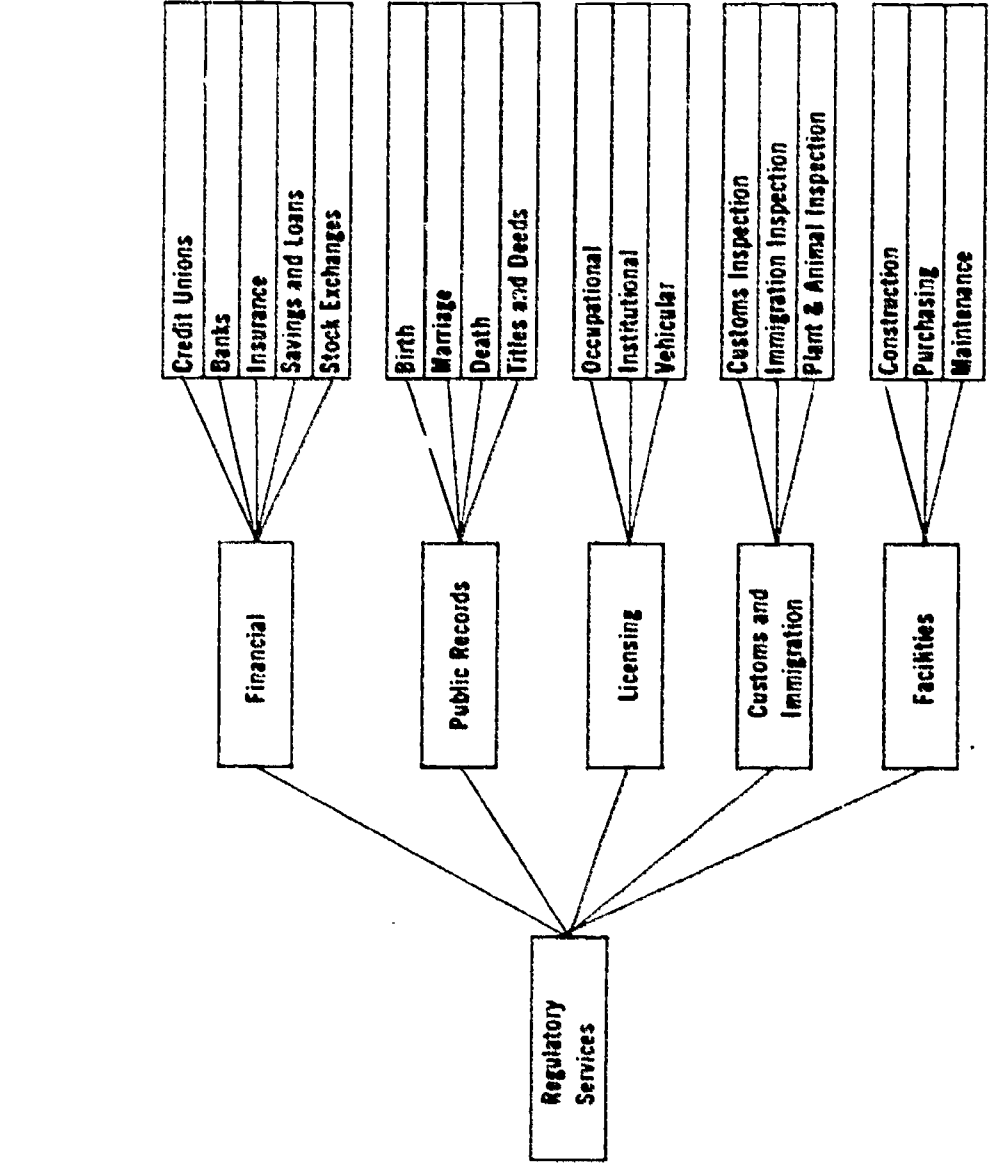 Regulatory
Services
Financial
Credit Unions
Banks
Insurance
Savings and Loans
Stock Exchanges
Public Records
Birth
Marriage
Death
Titles and Deeds
Licensing
Occupational
Institutional
Vehicular
Customs and
Immigration
Customs Inspection
Immigration Inspection
Plant & Animal Inspection
Facilities
Construction
Purchasing
Maintenance